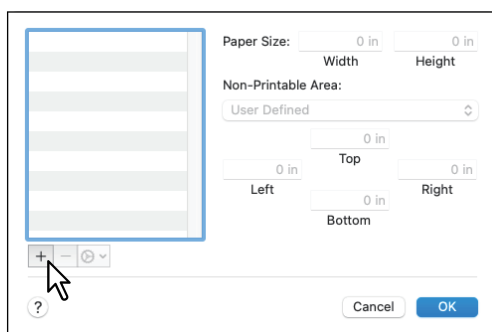 Paper Size: 0 in 0 in
Width Height
Non-Printable Area:
User Defined
0 in
Top
0 in 0 in
Left Right
0 in
Bottom
+ −
? Cancel OK